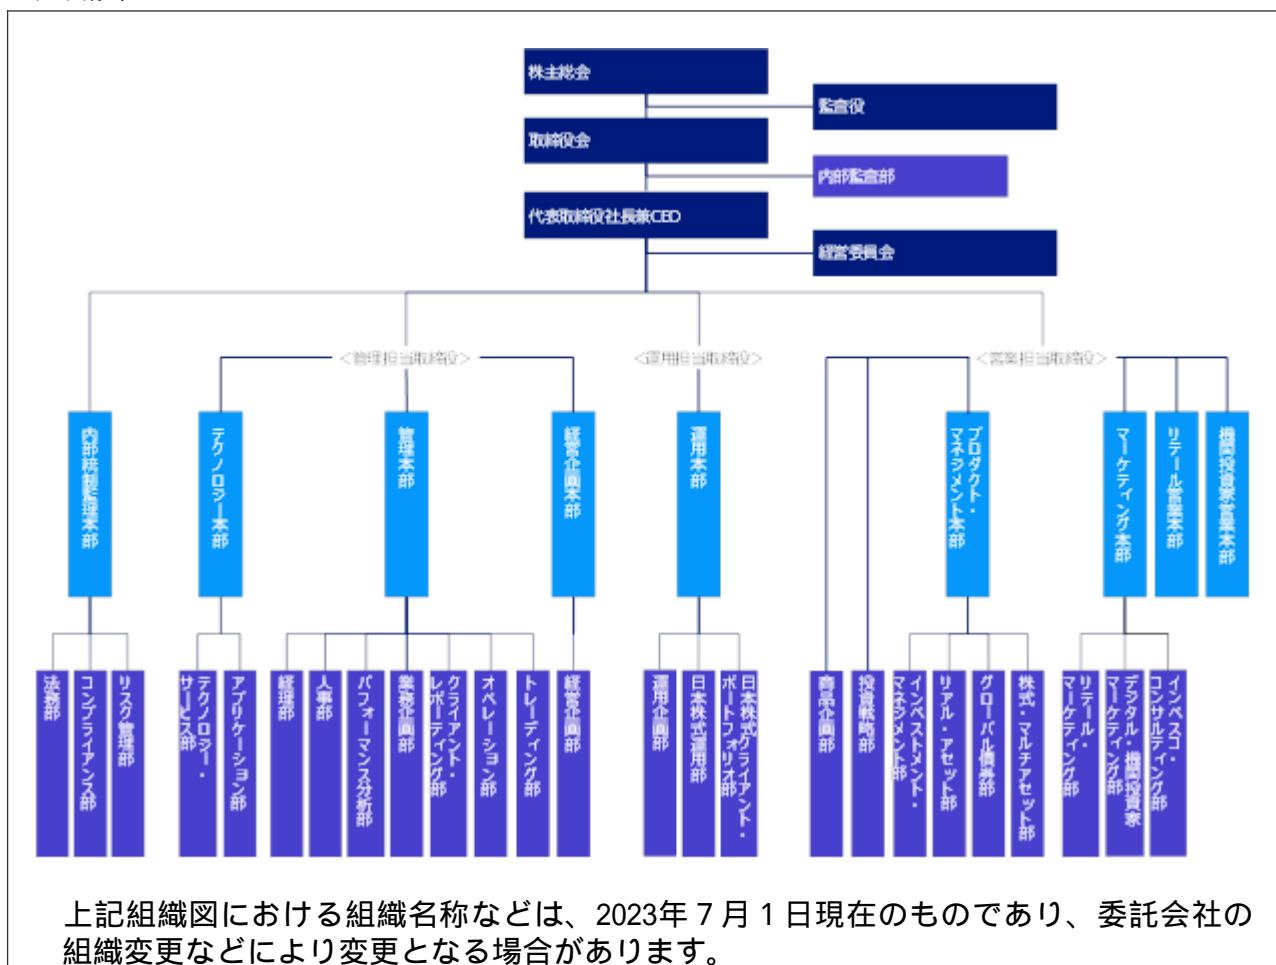 株主総会
監査役
取締役会
内部監査部
代表取締役社長兼CEO
経営委員会
<管理担当取締役>
<運用担当取締役>
<営業担当取締役>
内部統制監理本部
テクノロジー本部
管理本部
経営企画本部
運用本部
プロダクト・
マネジメント本部
マーケティング本部
リテール営業本部
機関投資家営業本部
法務部
コンプライアンス部
リスク管理部
テクノロジー・
サービス部
アプリケーション部
経理部
人事部
パフォーマンス分析部
業務企画部
クライアント・
レポーティング部
オペレーション部
トレーディング部
経営企画部
運用企画部
日本株式運用部
日本株式クライアント・
ポートフォリオ部
商品企画部
投資戦略部
インベストメント・
マネジメント部
リアル・アセット部
グローバル債券部
株式・マルチアセット部
リテール・
マーケティング部
デジタル・機関投資家
マーケティング部
インベスコ・
コンサルティング部
上記組織図における組織名称などは、2023年7月1日現在のものであり、委託会社の
組織変更などにより変更となる場合があります。